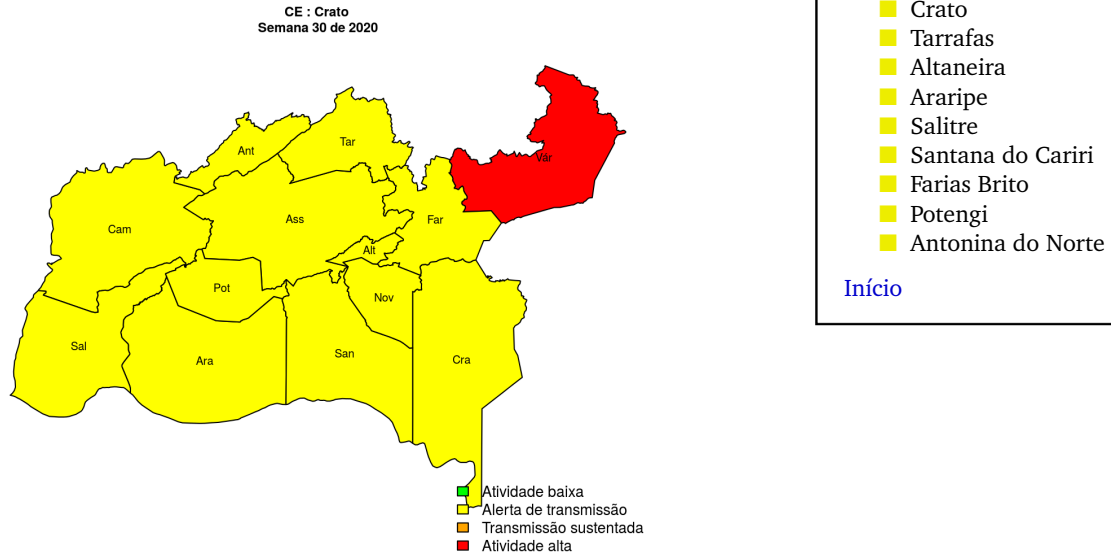 CE : Crato
Semana 30 de 2020
Ant
Tar
Vár
Cam
Ass
Far
Alt
Pot
Nov
Sal
Ara
San
Cra
Atividade baixa
Alerta de transmissão
Transmissão sustentada
Atividade alta
Crato
Tarrafas
Altaneira
Araripe
Salitre
Santana do Cariri
Farias Brito
Potengi
Antonina do Norte
Início